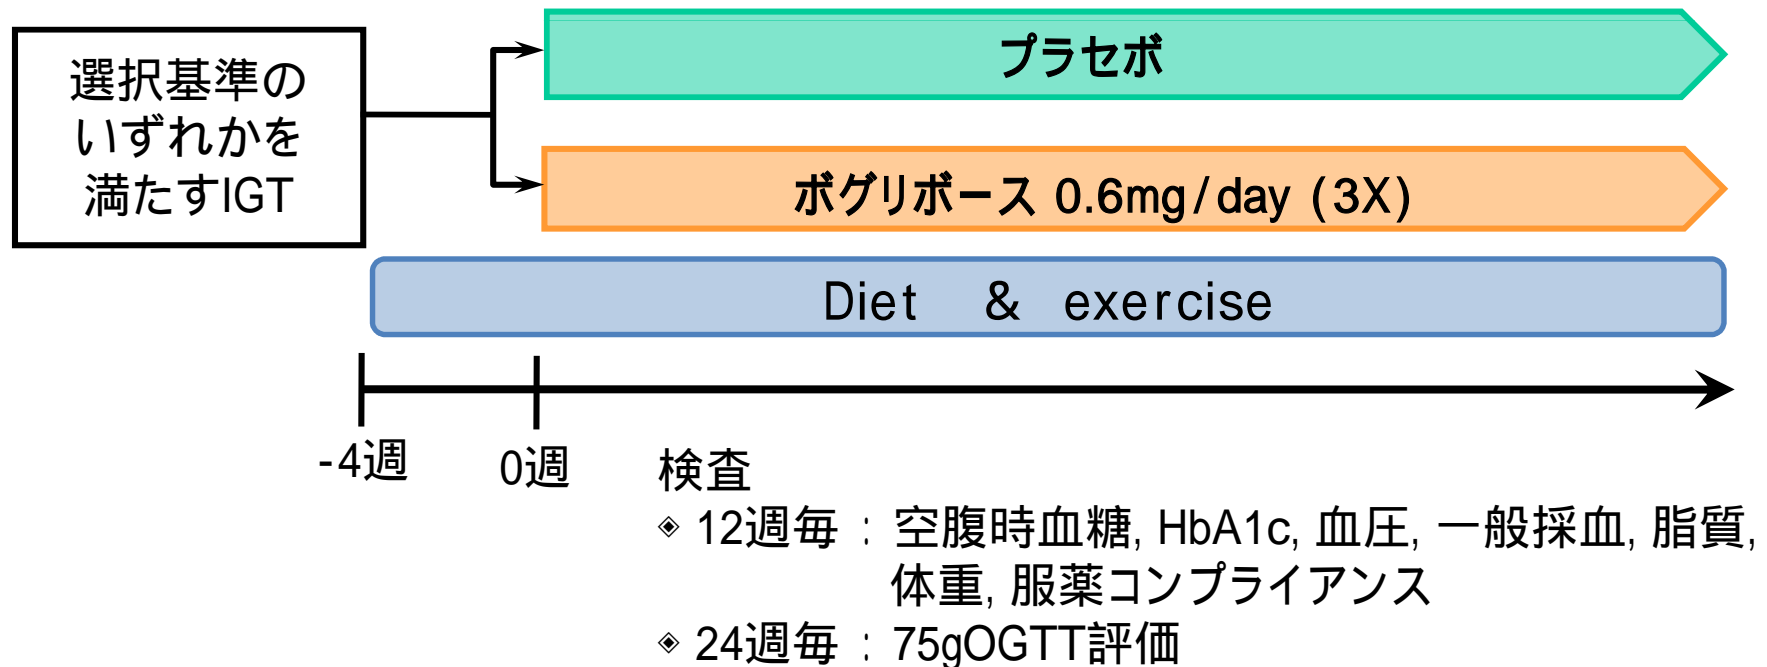 選択基準の
いずれかを
満たすIGT
プラセボ
ボグリボース 0.6mg/day (3X)
Diet & exercise
-4週
0週
検査
◈ 12週毎 : 空腹時血糖, HbA1c, 血圧, 一般採血, 脂質,
体重, 服薬コンプライアンス
◈ 24週毎 : 75gOGTT評価